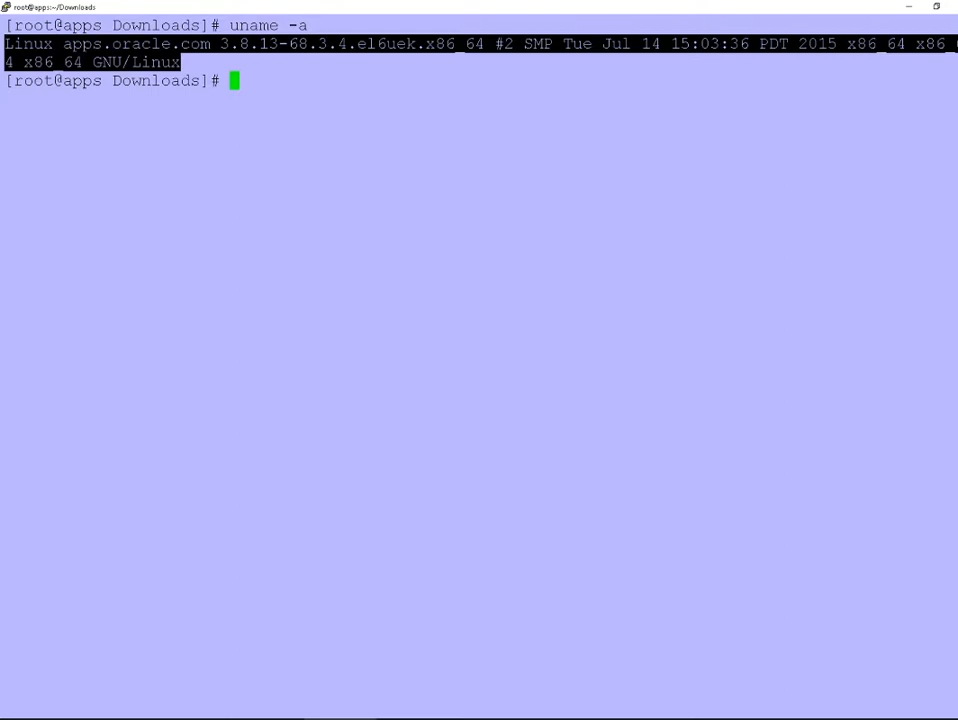 root@apps:~/Downloads
[root@apps Downloads]# uname -a
Linux apps.oracle.com 3.8.13-68.3.4.el6uek.x86_64 #2 SMP Tue Jul 14 15:03:36 PDT 2015 x86_64 x86_6
4 x86_64 GNU/Linux
[root@apps Downloads]#